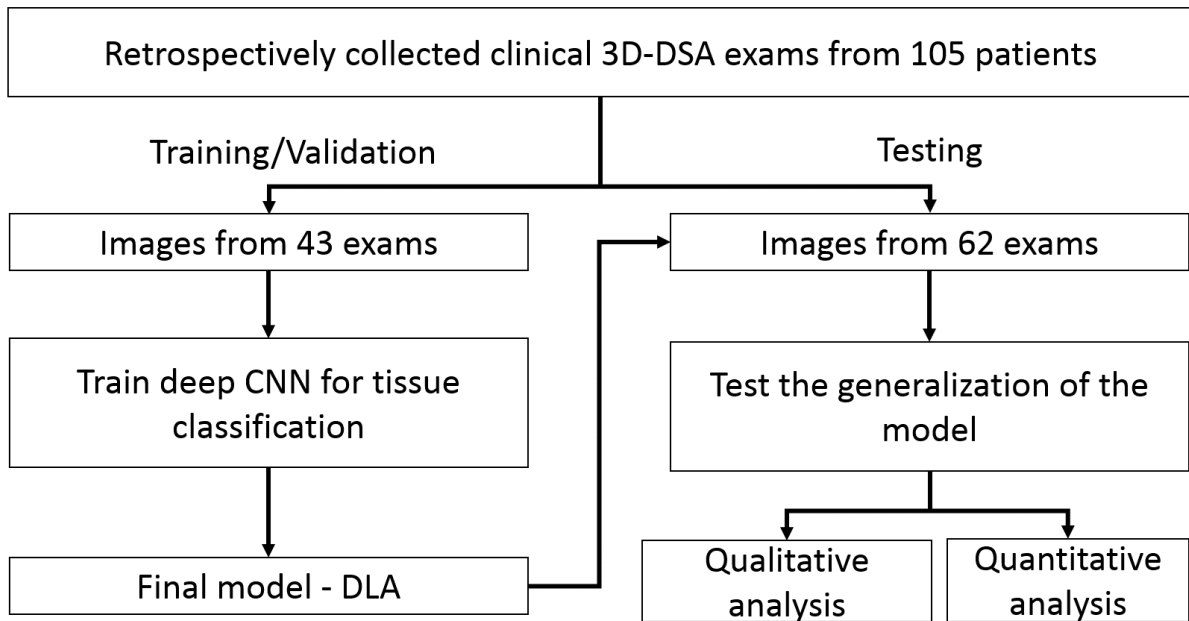 Retrospectively collected clinical 3D-DSA exams from 105 patients
Training/Validation
Testing
Images from 43 exams
Images from 62 exams
Train deep CNN for tissue
classification
Test the generalization of the
model
Final model - DLA
Qualitative
analysis
Quantitative
analysis